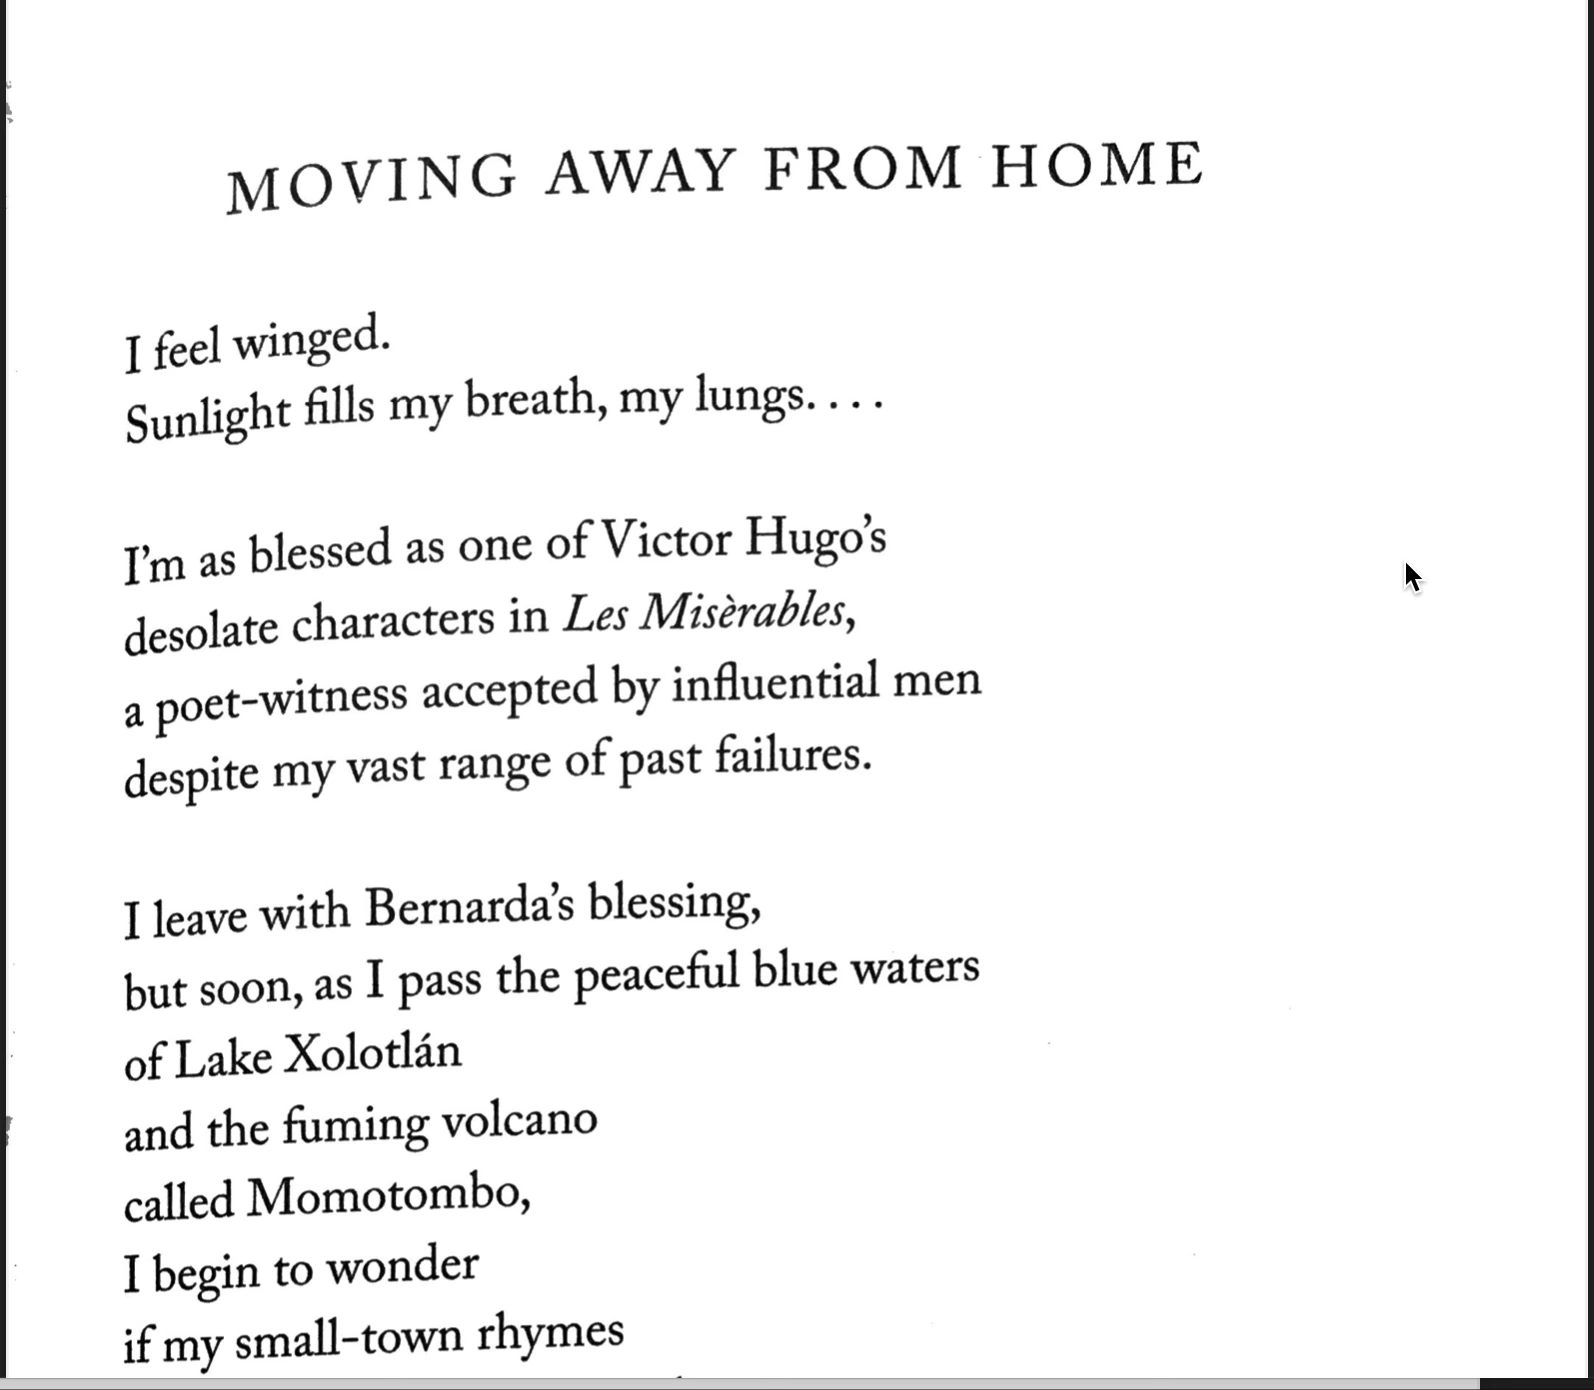 MOVING AWAY FROM HOME
I feel winged.
Sunlight fills my breath, my lungs. . . .
I'm as blessed as one of Victor Hugo's
desolate characters in Les Misèrables,
a poet-witness accepted by influential men
despite my vast range of past failures.
I leave with Bernarda's blessing,
but soon, as I pass the peaceful blue waters
of Lake Xolotlán
and the fuming volcano
called Momotombo,
I begin to wonder
if my small-town rhymes